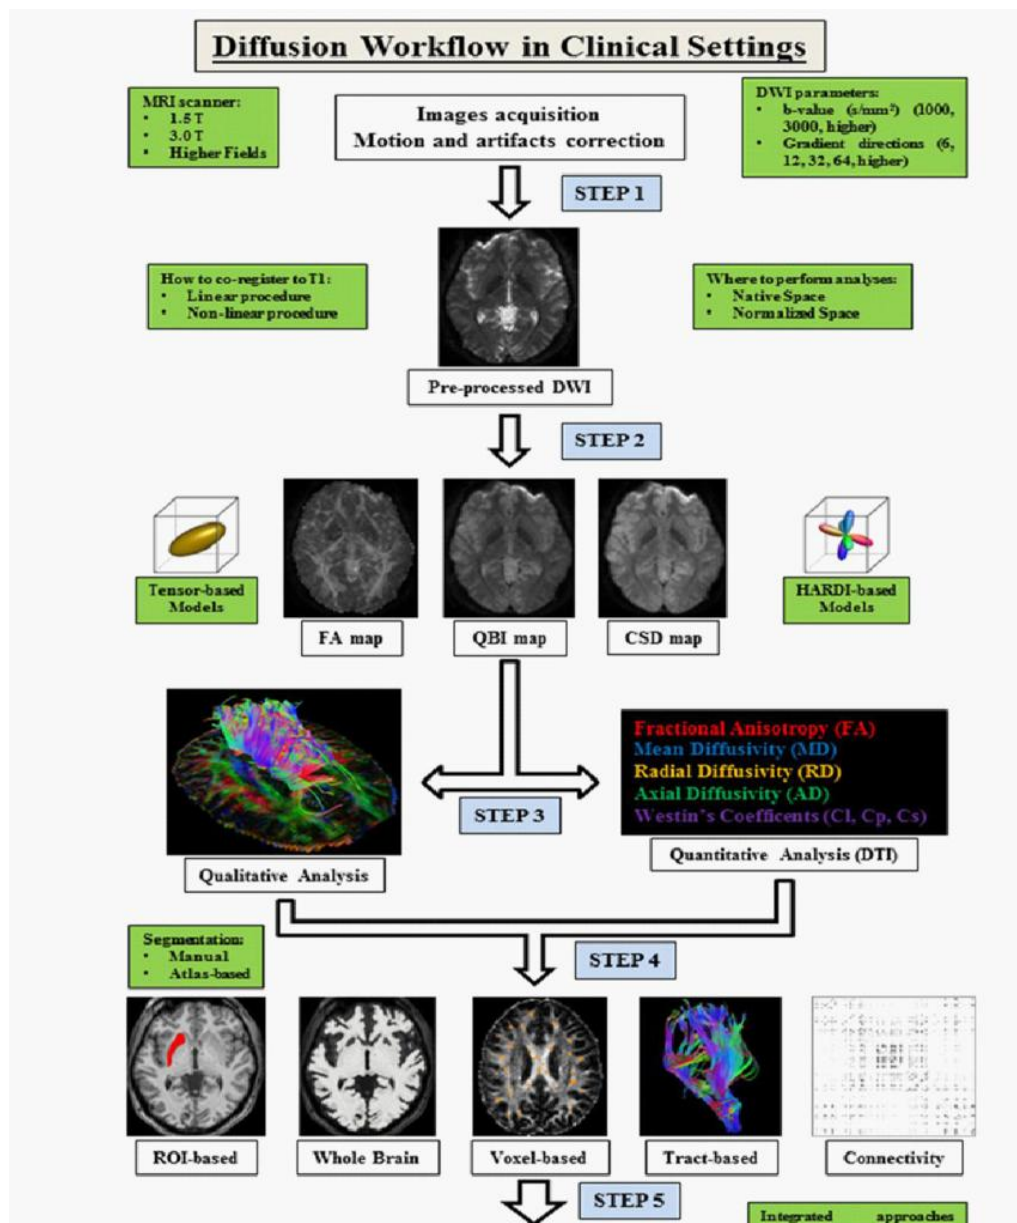 Diffusion Workflow in Clinical Settings
MRI scanner:
• 1.5 T
• 3.0 T
• Higher Fields
Images acquisition
Motion and artifacts correction
DWI parameters:
• b-value (s/mm²) (1000,
3000, higher)
• Gradient directions (6,
12, 32, 64, higher)
STEP 1
How to co-register to T1:
• Linear procedure
• Non-linear procedure
Where to perform analyses:
• Native Space
• Normalized Space
Pre-processed DWI
STEP 2
Tensor-based
Models
HARDI-based
Models
FA map
QBI map
CSD map
Fractional Anisotropy (FA)
Mean Diffusivity (MD)
Radial Diffusivity (RD)
Axial Diffusivity (AD)
Westin's Coefficents (Cl, Cp, Cs)
STEP 3
Qualitative Analysis
Quantitative Analysis (DTI)
Segmentation:
• Manual
• Atlas-based
STEP 4
ROI-based
Whole Brain
Voxel-based
Tract-based
Connectivity
STEP 5
Integrated approaches